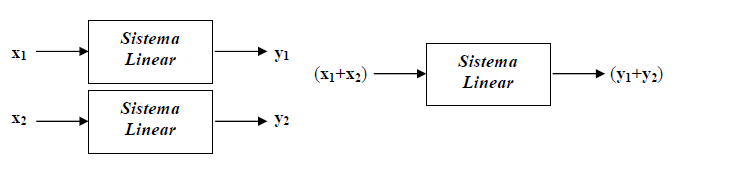 x₁
Sistema
Linear
y₁
x₂
Sistema
Linear
y₂
(x₁+x₂)
Sistema
Linear
(y₁+y₂)